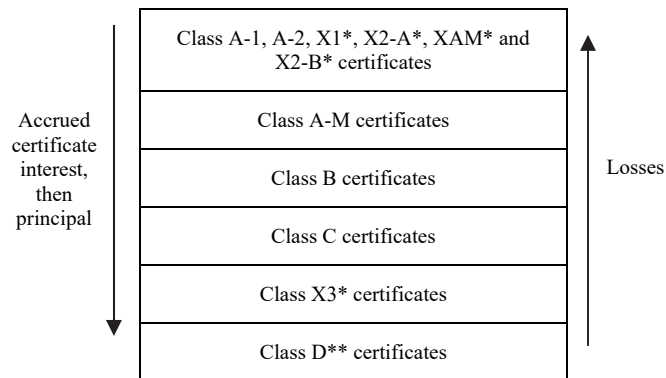 Class A-1, A-2, X1*, X2-A*, XAM* and
X2-B* certificates
Accrued
certificate
interest,
then
principal
Class A-M certificates
Class B certificates
Losses
Class C certificates
Class X3* certificates
Class D** certificates